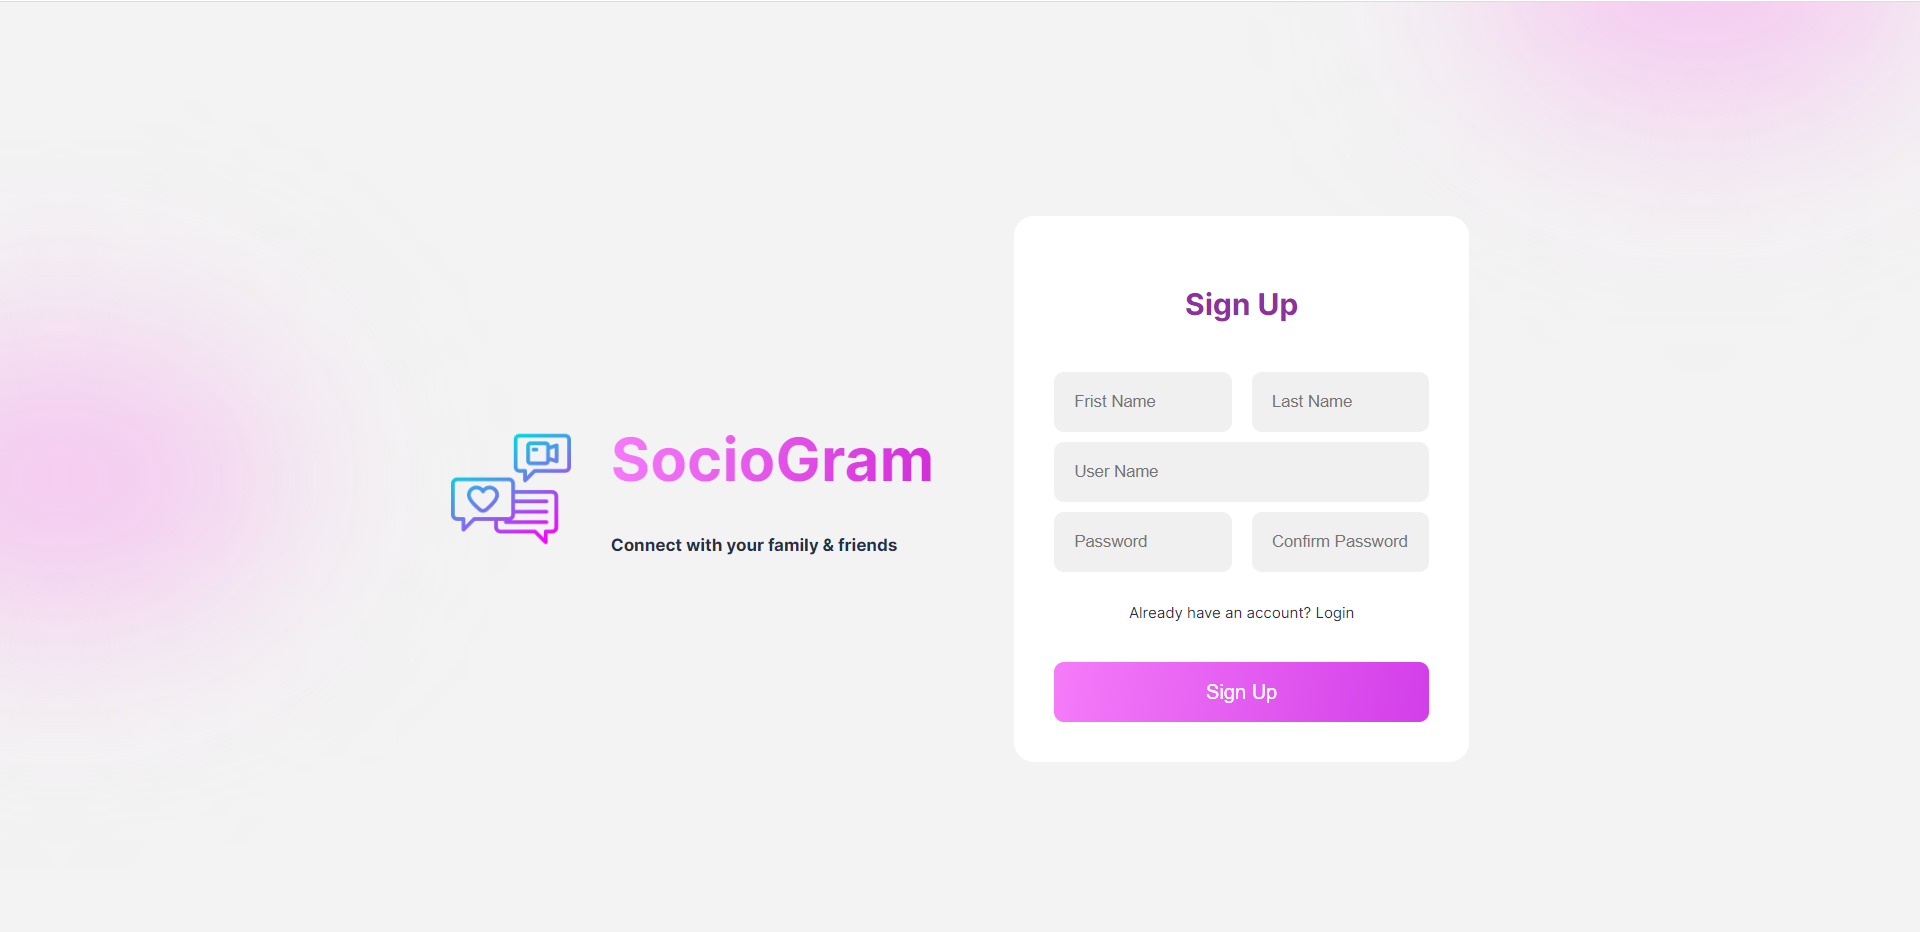 SocioGram
Connect with your family & friends
Sign Up
Frist Name
Last Name
User Name
Password
Confirm Password
Already have an account? Login
Sign Up